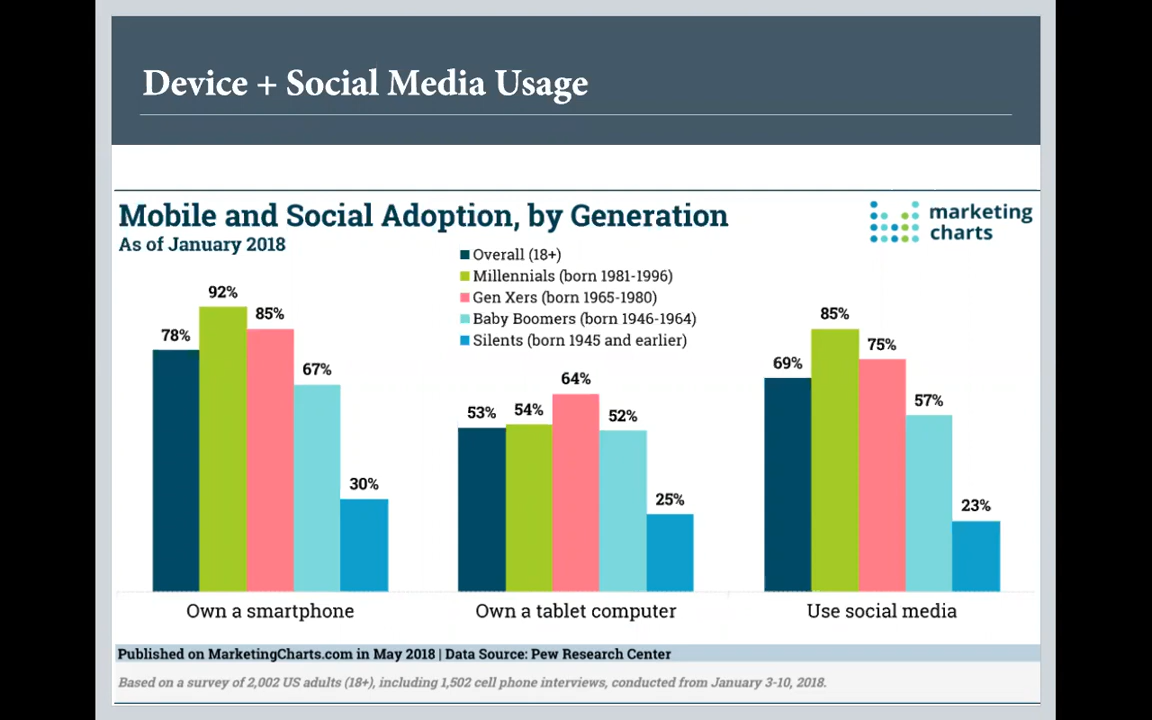 Device + Social Media Usage
Mobile and Social Adoption, by Generation
As of January 2018
marketing
charts
Overall (18+)
Millennials (born 1981-1996)
Gen Xers (born 1965-1980)
Baby Boomers (born 1946-1964)
Silents (born 1945 and earlier)
78%
92%
85%
67%
30%
53%
54%
64%
52%
25%
69%
85%
75%
57%
23%
Own a smartphone
Own a tablet computer
Use social media
Published on MarketingCharts.com in May 2018 | Data Source: Pew Research Center
Based on a survey of 2,002 US adults (18+), including 1,502 cell phone interviews, conducted from January 3-10, 2018.